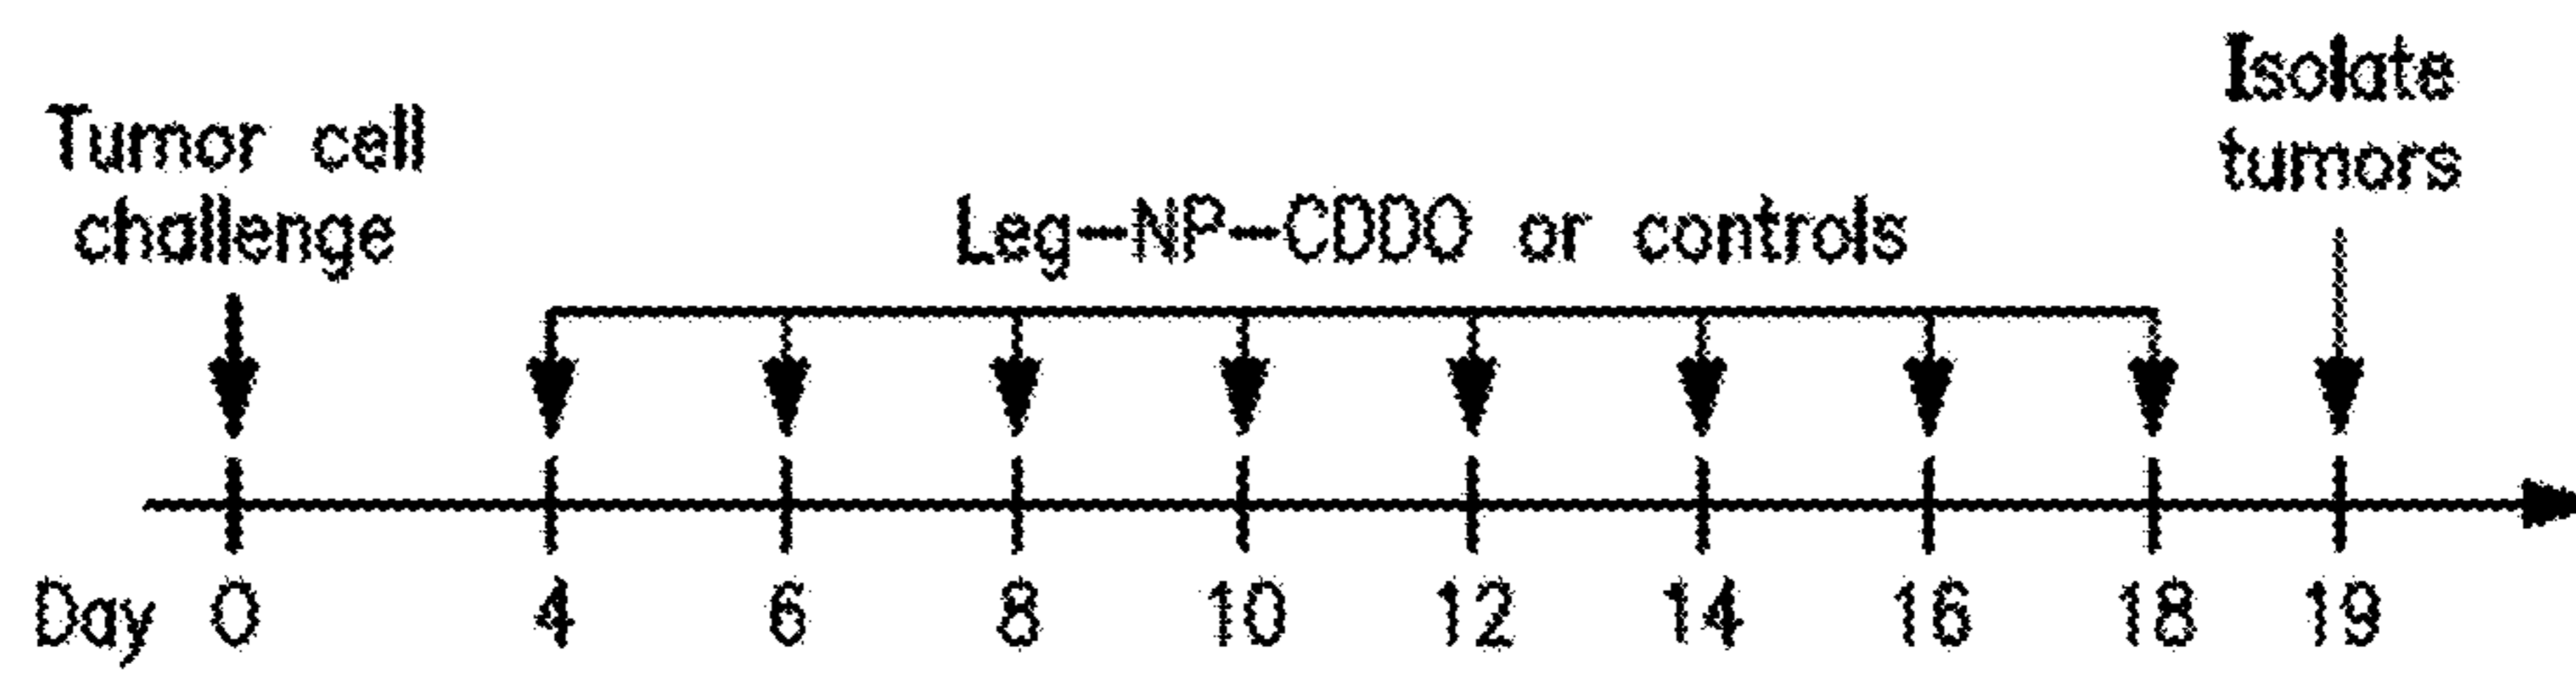 Tumor cell
challenge
Leg-NP-CDDO or controls
Isolate
tumors
Day 0 4 6 8 10 12 14 16 18 19